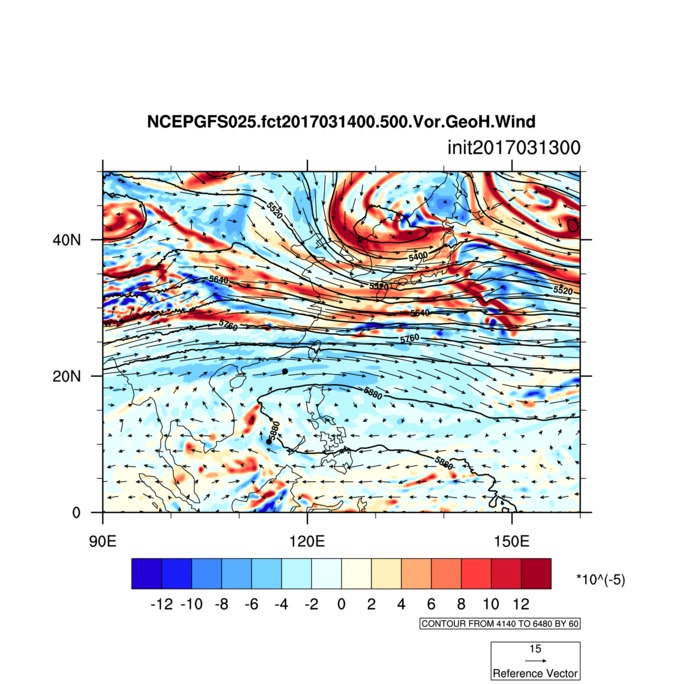 NCEPGFS025.fct2017031400.500.Vor.GeoH.Wind
init2017031300
5520
40N
5400
5640
5520
5520
5640
5760
5760
20N
5880
5880
5880
0
90E 120E 150E
-12 -10 -8 -6 -4 -2 0 2 4 6 8 10 12
*10^(-5)
CONTOUR FROM 4140 TO 6480 BY 60
15
Reference Vector